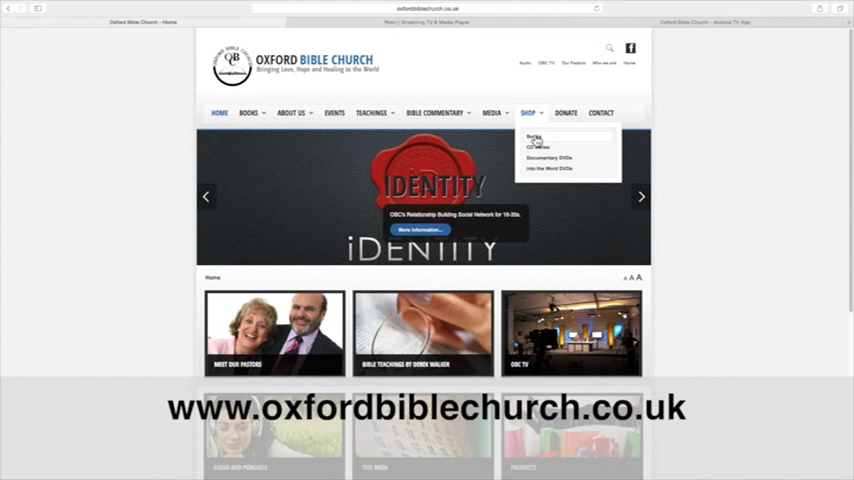 oxfordbiblechurch.co.uk
Oxford Bible Church - Home
Roku | Streaming TV & Media Player
Oxford Bible Church - Android TV App
OXFORD BIBLE CHURCH
OBC
OXFORD BIBLE CHURCH
Bringing Love, Hope and Healing to the World
Audio OBC TV Our Pastors Who we are Home
HOME BOOKS ABOUT US EVENTS TEACHINGS BIBLE COMMENTARY MEDIA SHOP DONATE CONTACT
Books
CD Series
Documentary DVDs
Into the Word DVDs
IDENTITY
OBC's Relationship Building Social Network for 18-30s.
More Information...
iDENTITY
Home
A A A
MEET OUR PASTORS
BIBLE TEACHINGS BY DEREK WALKER
OBC TV
www.oxfordbiblechurch.co.uk
AUDIO AND PODCASTS
THIS WEEK
PRODUCTS